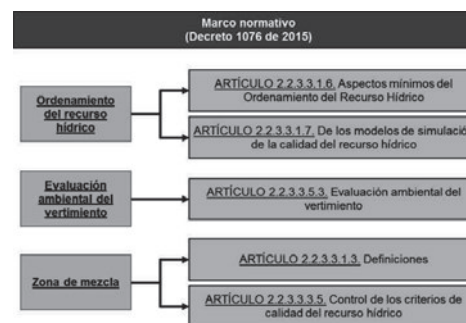 Marco normativo
(Decreto 1076 de 2015)
Ordenamiento
del recurso
hídrico
ARTÍCULO 2.2.3.3.1.6. Aspectos mínimos del
Ordenamiento del Recurso Hídrico
ARTÍCULO 2.2.3.3.1.7. De los modelos de simulació
de la calidad del recurso hídrico
Evaluación
ambiental del
vertimiento
ARTÍCULO 2.2.3.3.5.3. Evaluación ambiental del
vertimiento
Zona de mezcla
ARTÍCULO 2.2.3.3.1.3. Definiciones
ARTÍCULO 2.2.3.3.3.5. Control de los criterios de
calidad del recurso hídrico